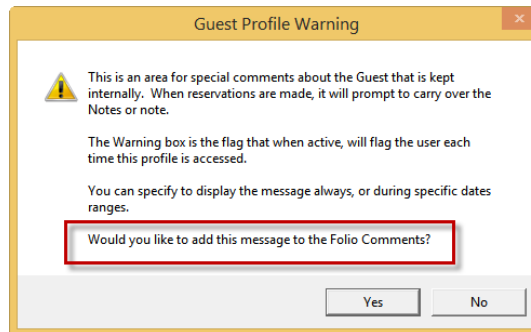 Guest Profile Warning
This is an area for special comments about the Guest that is kept
internally. When reservations are made, it will prompt to carry over the
Notes or note.
The Warning box is the flag that when active, will flag the user each
time this profile is accessed.
You can specify to display the message always, or during specific dates
ranges.
Would you like to add this message to the Folio Comments?
Yes No